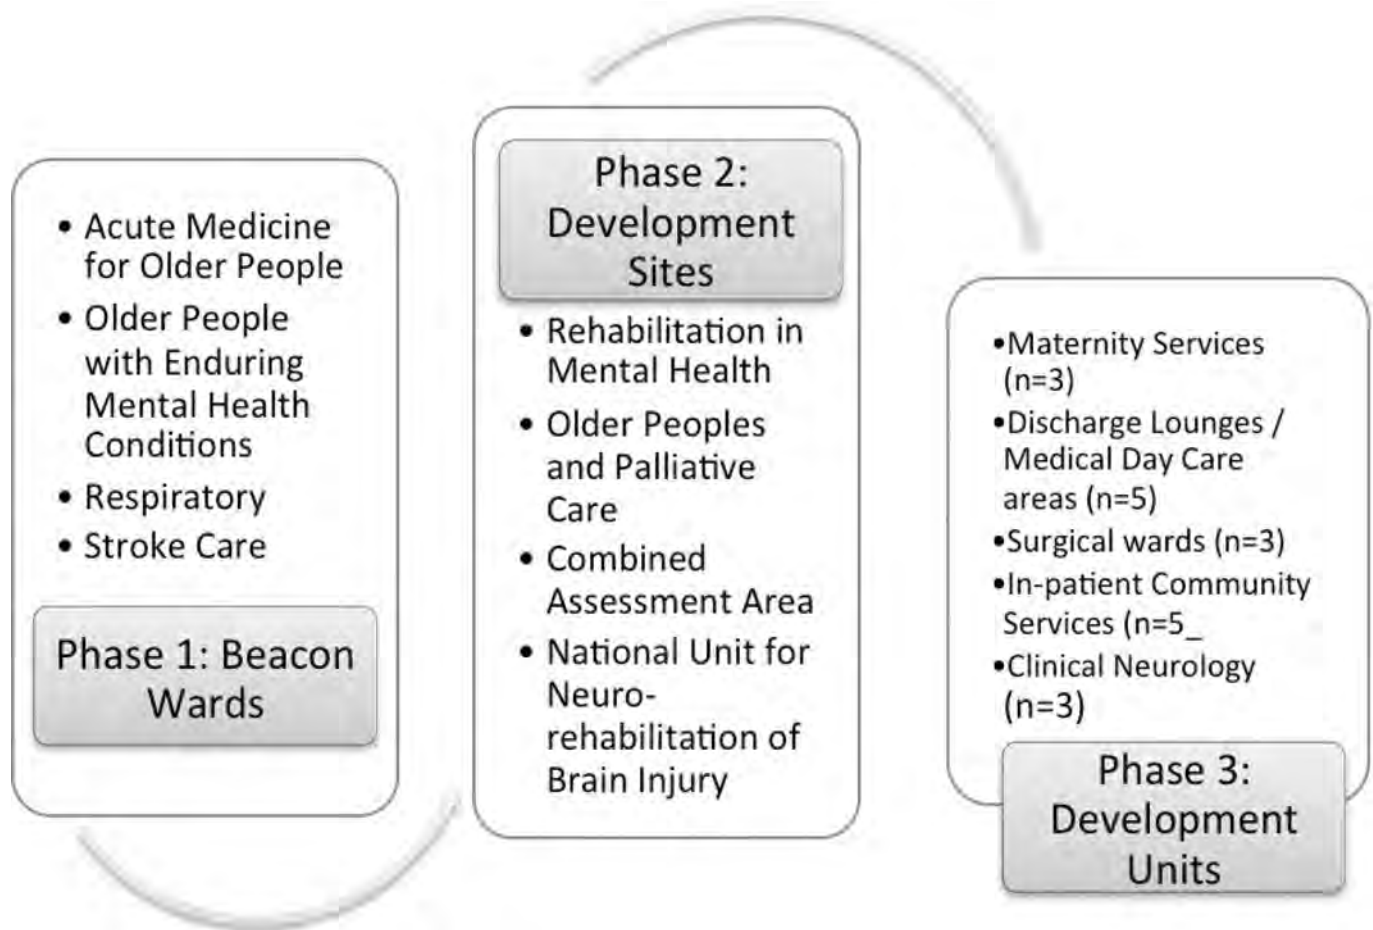 • Acute Medicine
for Older People
• Older People
with Enduring
Mental Health
Conditions
• Respiratory
• Stroke Care
Phase 1: Beacon
Wards
Phase 2:
Development
Sites
• Rehabilitation in
Mental Health
• Older Peoples
and Palliative
Care
• Combined
Assessment Area
• National Unit for
Neuro-
rehabilitation of
Brain Injury
•Maternity Services
(n=3)
•Discharge Lounges /
Medical Day Care
areas (n=5)
•Surgical wards (n=3)
•In-patient Community
Services (n=5_
•Clinical Neurology
(n=3)
Phase 3:
Development
Units